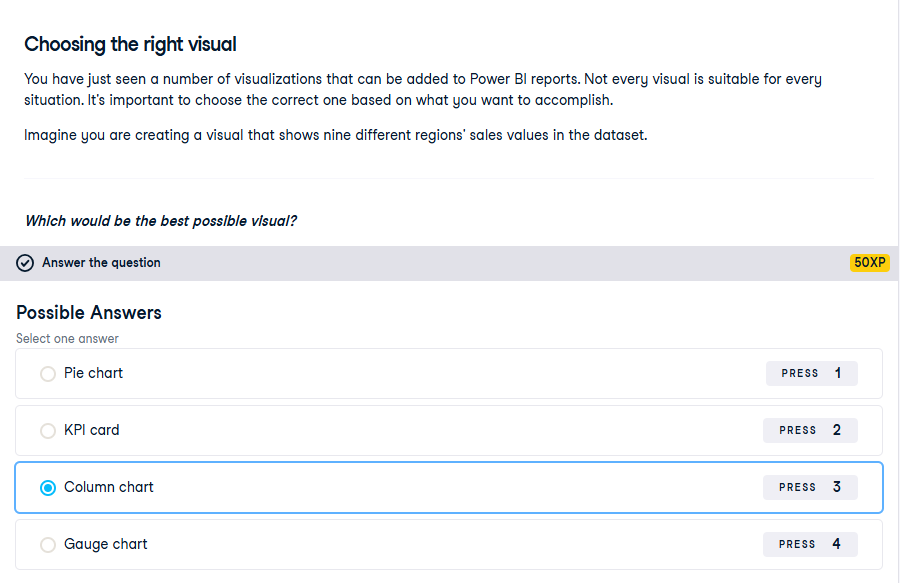 Choosing the right visual
You have just seen a number of visualizations that can be added to Power BI reports. Not every visual is suitable for every
situation. It's important to choose the correct one based on what you want to accomplish.
Imagine you are creating a visual that shows nine different regions' sales values in the dataset.
Which would be the best possible visual?
Answer the question 50XP
Possible Answers
Select one answer
Pie chart PRESS 1
KPI card PRESS 2
Column chart PRESS 3
Gauge chart PRESS 4